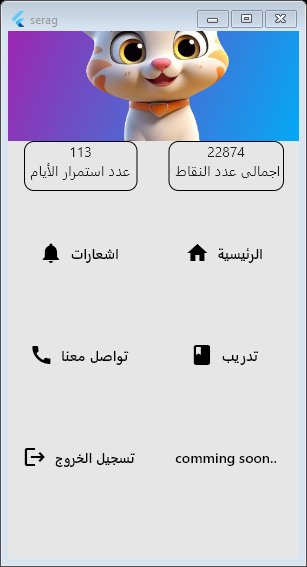 serag
22874
اجمالى عدد النقاط
113
عدد استمرار الأيام
الرئيسية
اشعارات
تدريب
تواصل معنا
comming soon..
تسجيل الخروج